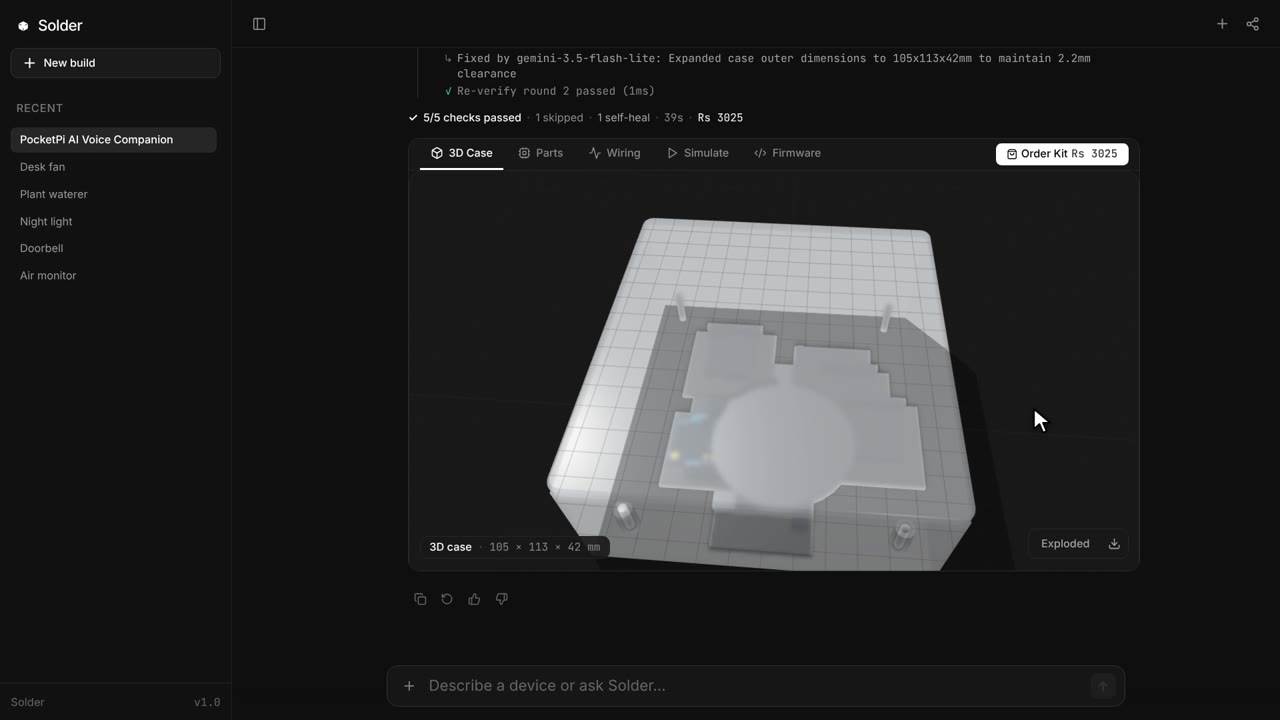 Solder
New build
RECENT
PocketPi AI Voice Companion
Desk fan
Plant waterer
Night light
Doorbell
Air monitor
Solder
v1.0
↳ Fixed by gemini-3.5-flash-lite: Expanded case outer dimensions to 105x113x42mm to maintain 2.2mm
clearance
✓ Re-verify round 2 passed (1ms)
✓ 5/5 checks passed · 1 skipped · 1 self-heal · 39s · Rs 3025
3D Case Parts Wiring Simulate Firmware Order Kit Rs 3025
3D case · 105 × 113 × 42 mm
Exploded
Describe a device or ask Solder...